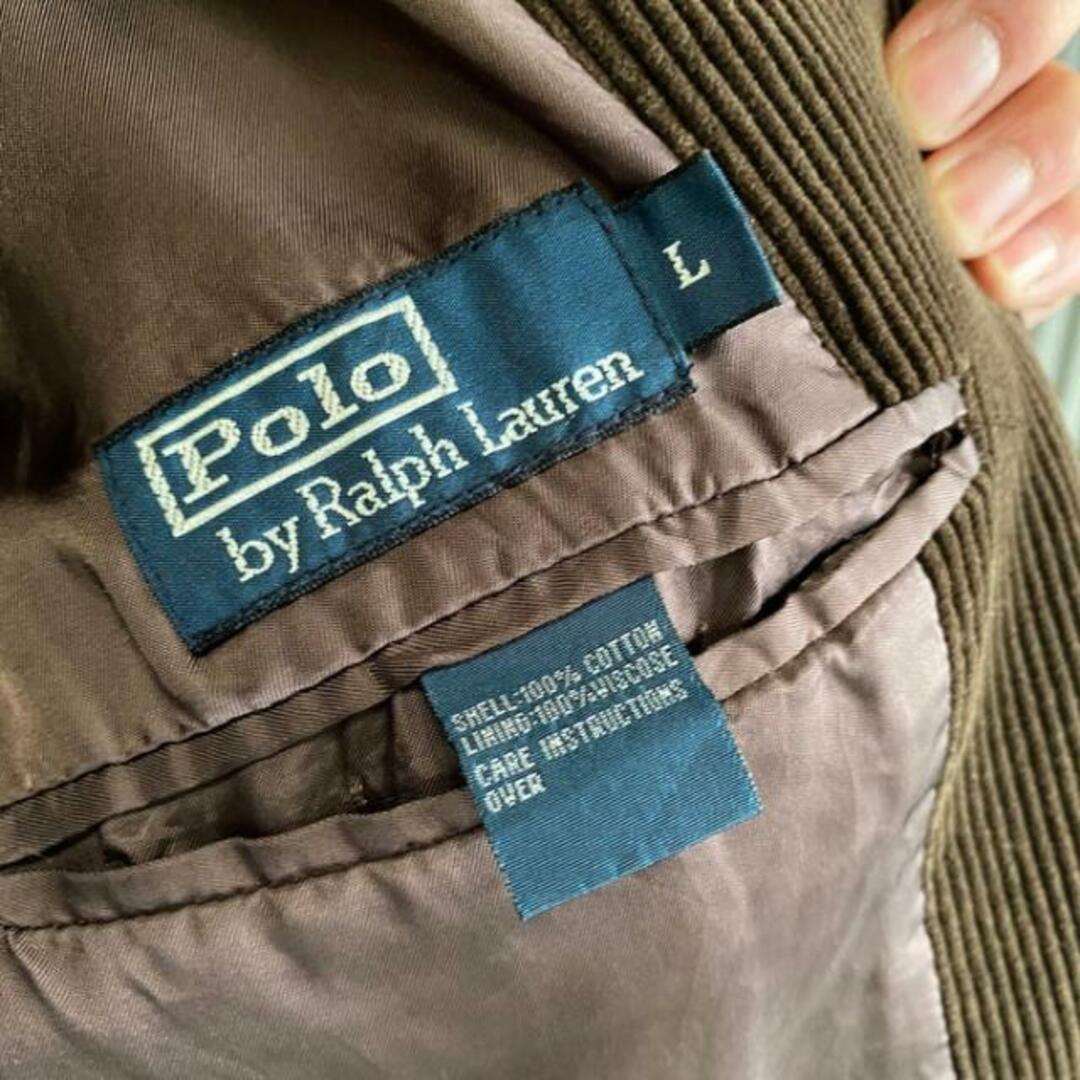 Polo
by Ralph Lauren
L
SHELL:100% COTTON
LINING:100%VISCOSE
CARE INSTRUCTIONS
OVER